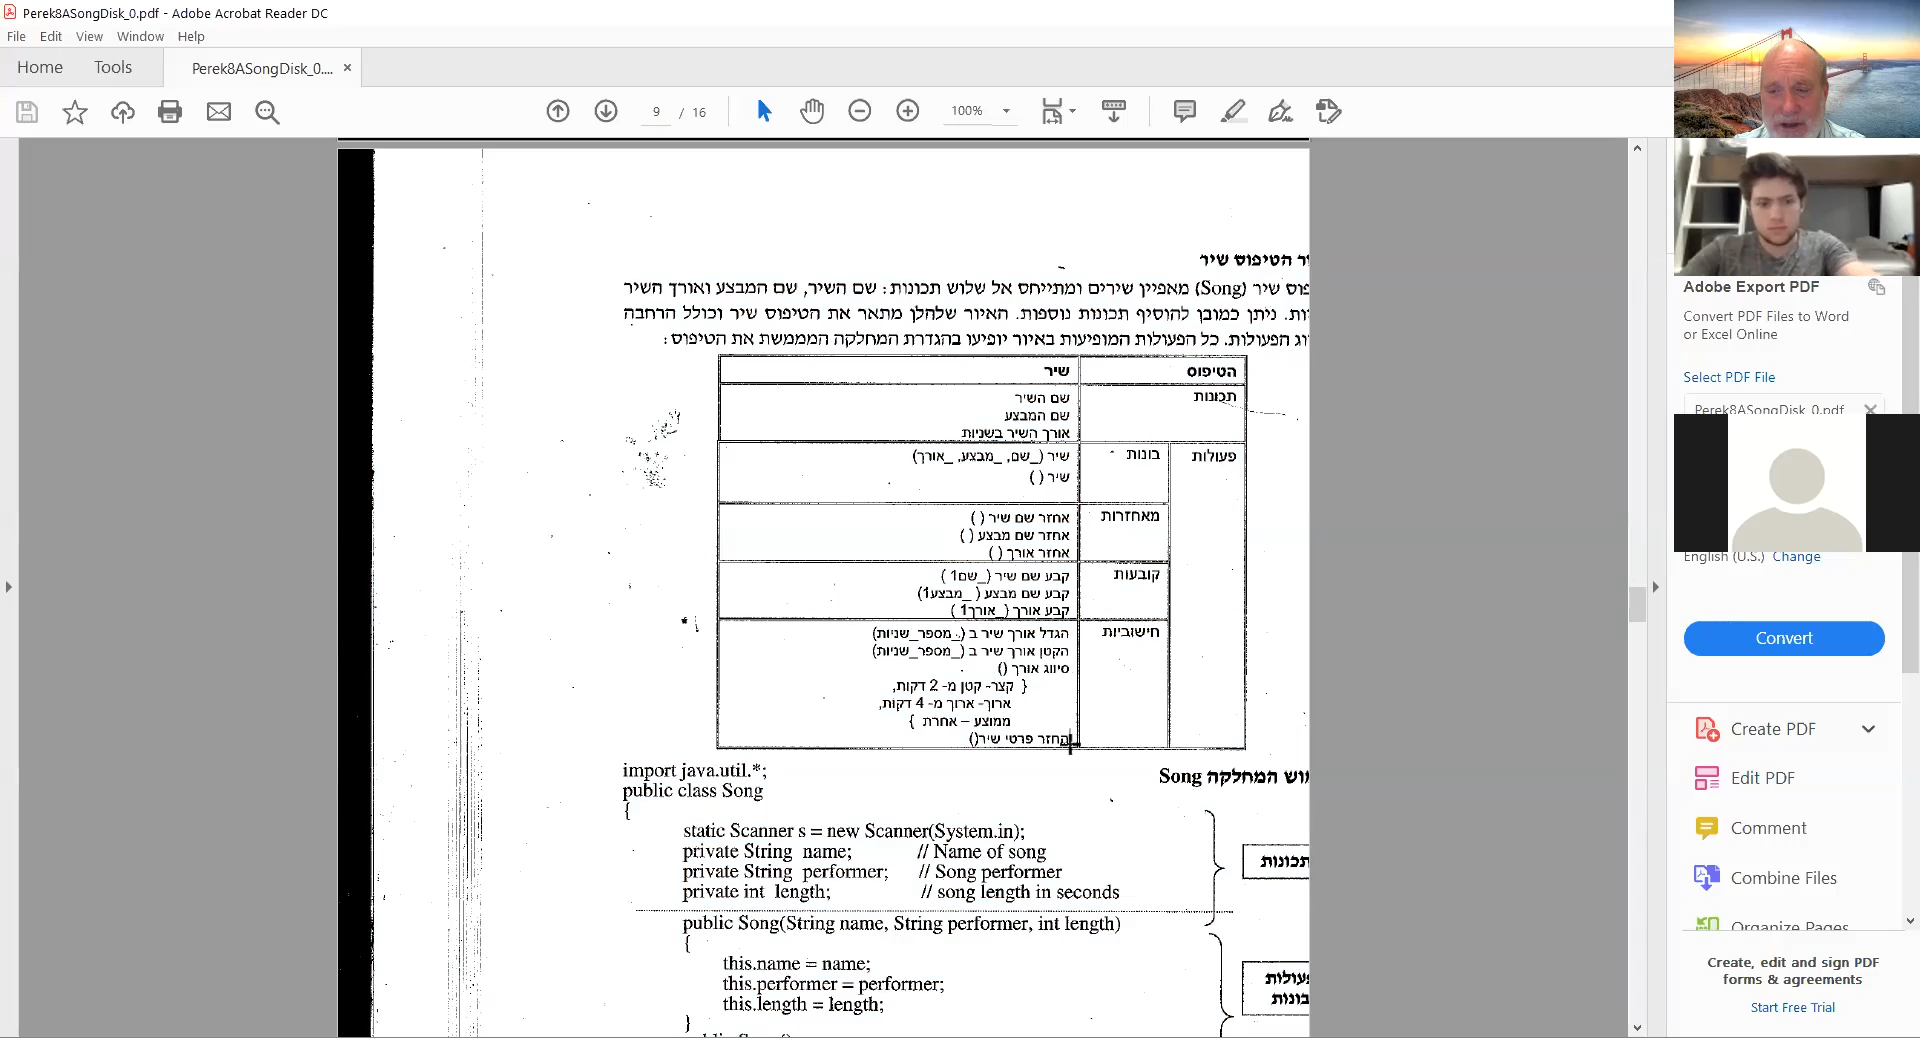 Perek8ASongDisk_0.pdf - Adobe Acrobat Reader DC
File Edit View Window Help
Home Tools Perek8ASongDisk_0.... ×
9 / 16 100%
הטיפוס שיר
שיר (Song) מאפיין שירים ומתייחס אל שלוש תכונות: שם השיר, שם המבצע ואורך השיר
ניתן כמובן להוסיף תכונות נוספות. האיור שלהלן מתאר את הטיפוס שיר וכולל הרחבה
הפעולות. כל הפעולות המופיעות באיור יופיעו בהגדרת המחלקה המממשת את הטיפוס:
הטיפוס שיר
תכונות שם השיר
שם המבצע
אורך השיר בשניות
פעולות בונות שיר (_שם, _מבצע, _אורך)
שיר ( )
מאחזרות אחזר שם שיר ( )
אחזר שם מבצע ( )
אחזר אורך ( )
קובעות קבע שם שיר (_שם1 )
קבע שם מבצע ( _מבצע1)
קבע אורך (_אורך1 )
חישוביות הגדל אורך שיר ב (_מספר_שניות)
הקטן אורך שיר ב (_מספר_שניות)
סיווג אורך ()
{ קצר- קטן מ- 2 דקות,
ארוך- ארוך מ- 4 דקות,
ממוצע – אחרת }
החזר פרטי שיר()
המחלקה Song
import java.util.*;
public class Song
{
static Scanner s = new Scanner(System.in);
private String name; // Name of song
private String performer; // Song performer
private int length; // song length in seconds
תכונות
public Song(String name, String performer, int length)
{
this.name = name;
this.performer = performer;
this.length = length;
}
בונות
Adobe Export PDF
Convert PDF Files to Word
or Excel Online
Select PDF File
Perek8ASongDisk_0.pdf ×
English (U.S.) Change
Convert
Create PDF
Edit PDF
Comment
Combine Files
Organize Pages
Create, edit and sign PDF
forms & agreements
Start Free Trial